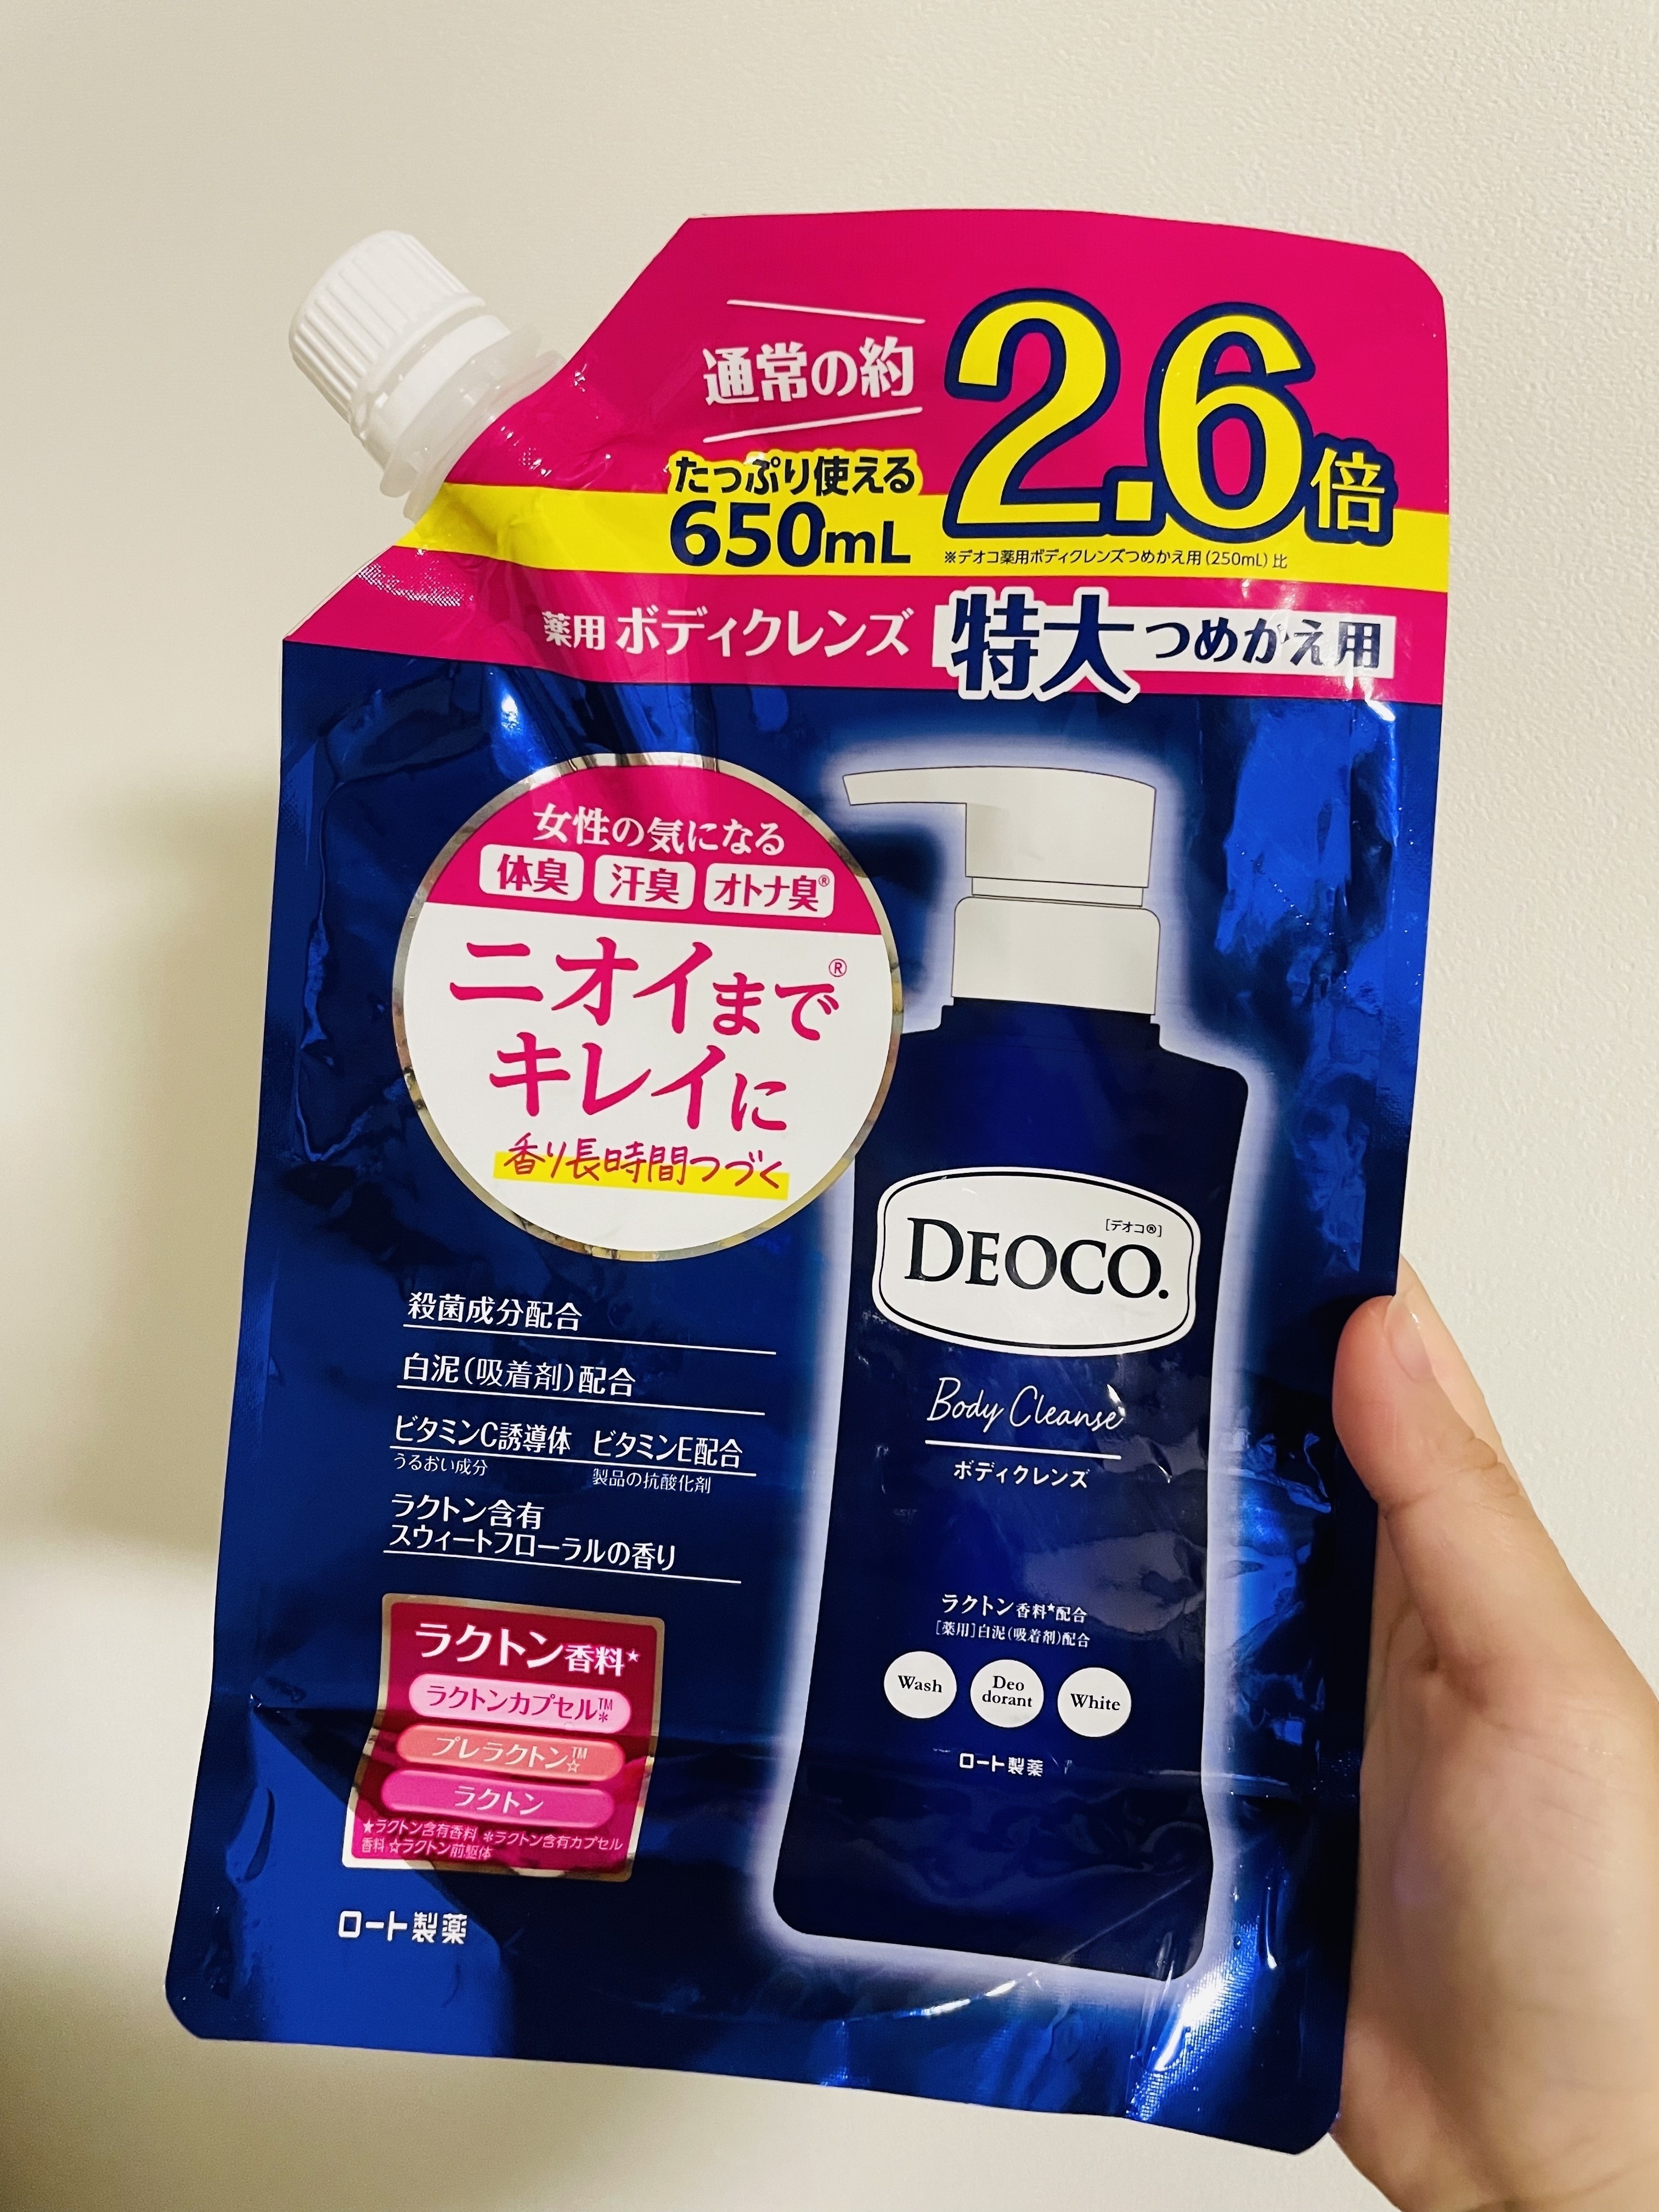 通常の約
2.6倍
たっぷり使える
650mL
※デオコ薬用ボディクレンズつめかえ用(250mL)比
薬用 ボディクレンズ 特大つめかえ用
女性の気になる
体臭 汗臭 オトナ臭®
ニオイまで®
キレイに
香り長時間つづく
殺菌成分配合
白泥(吸着剤)配合
ビタミンC誘導体 ビタミンE配合
うるおい成分 製品の抗酸化剤
ラクトン含有
スウィートフローラルの香り
ラクトン香料★
ラクトンカプセル™*
プレラクトン™☆
ラクトン
★ラクトン含有香料 *ラクトン含有カプセル
香料 ☆ラクトン前駆体
ロート製薬
[デオコ®]
DEOCO.
Body Cleanse
ボディクレンズ
ラクトン香料*配合
[薬用]白泥(吸着剤)配合
Wash
Deo
dorant
White
ロート製薬